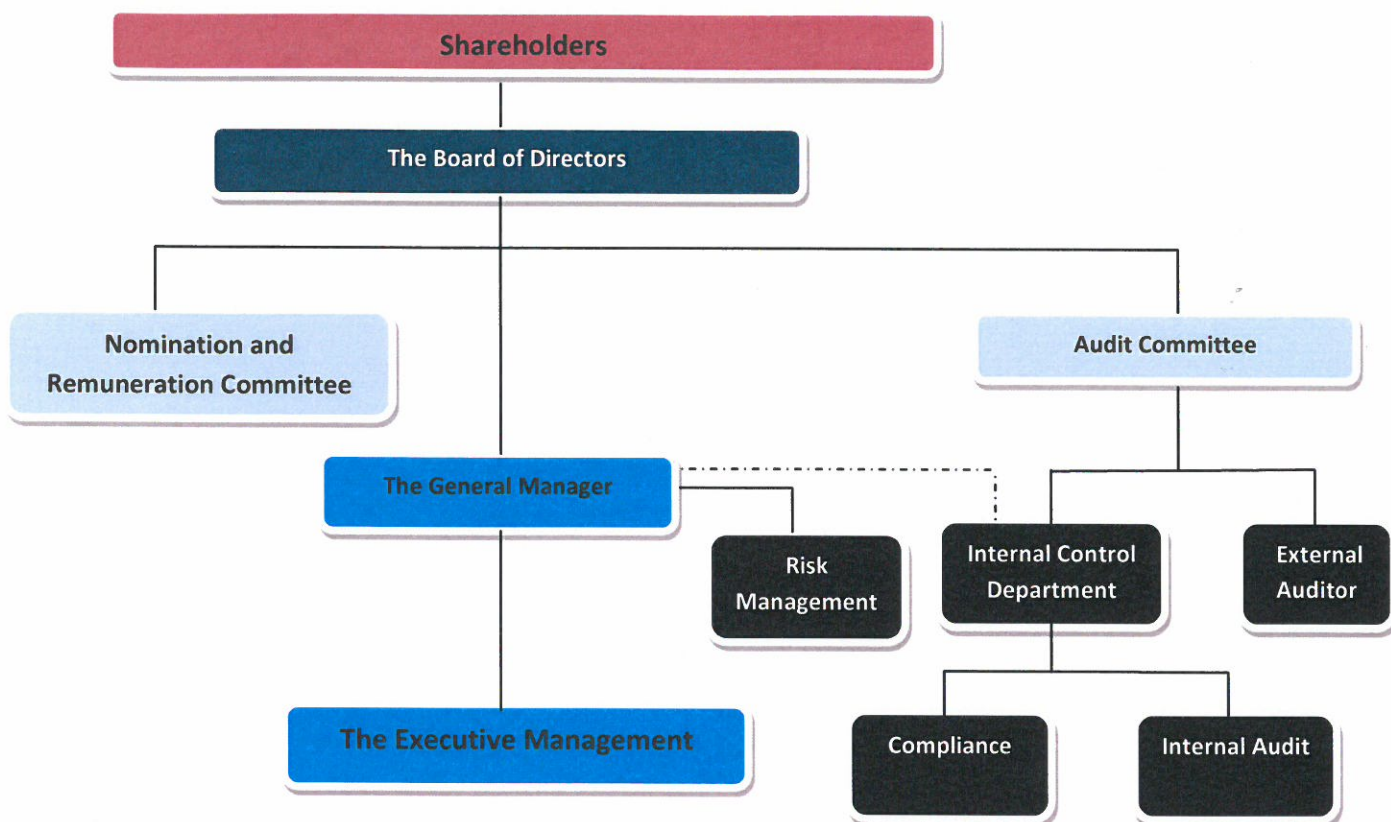 Shareholders
The Board of Directors
Nomination and
Remuneration Committee
Audit Committee
The General Manager
Risk
Management
Internal Control
Department
External
Auditor
The Executive Management
Compliance
Internal Audit